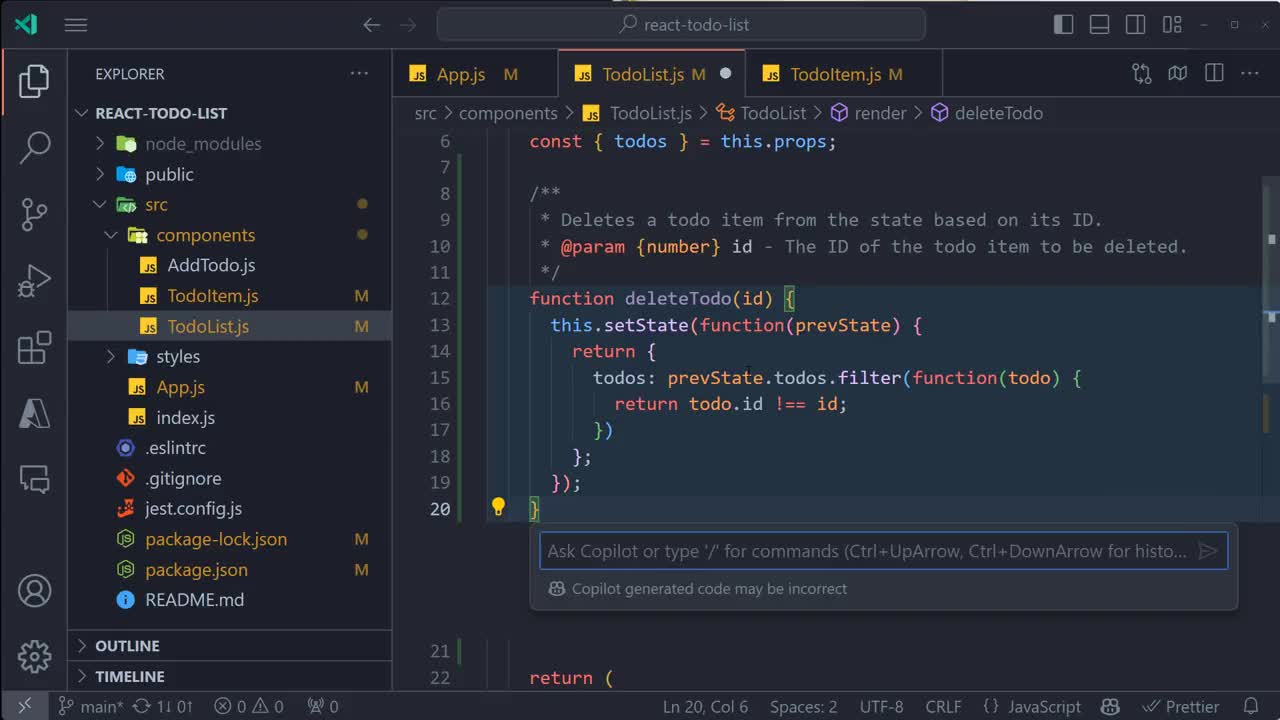 react-todo-list
EXPLORER
REACT-TODO-LIST
node_modules
public
src
components
AddTodo.js
TodoItem.js M
TodoList.js M
styles
App.js M
index.js
.eslintrc
.gitignore
jest.config.js
package-lock.json M
package.json M
README.md
OUTLINE
TIMELINE
App.js M
TodoList.js M
TodoItem.js M
src > components > TodoList.js > TodoList > render > deleteTodo
6 const { todos } = this.props;
7
8 /**
9 * Deletes a todo item from the state based on its ID.
10 * @param {number} id - The ID of the todo item to be deleted.
11 */
12 function deleteTodo(id) {
13 this.setState(function(prevState) {
14 return {
15 todos: prevState.todos.filter(function(todo) {
16 return todo.id !== id;
17 })
18 };
19 });
20 }
Ask Copilot or type '/' for commands (Ctrl+UpArrow, Ctrl+DownArrow for histo...
Copilot generated code may be incorrect
21
22 return (
main* 1↓ 0↑ 0 0 0 Ln 20, Col 6 Spaces: 2 UTF-8 CRLF {} JavaScript Prettier